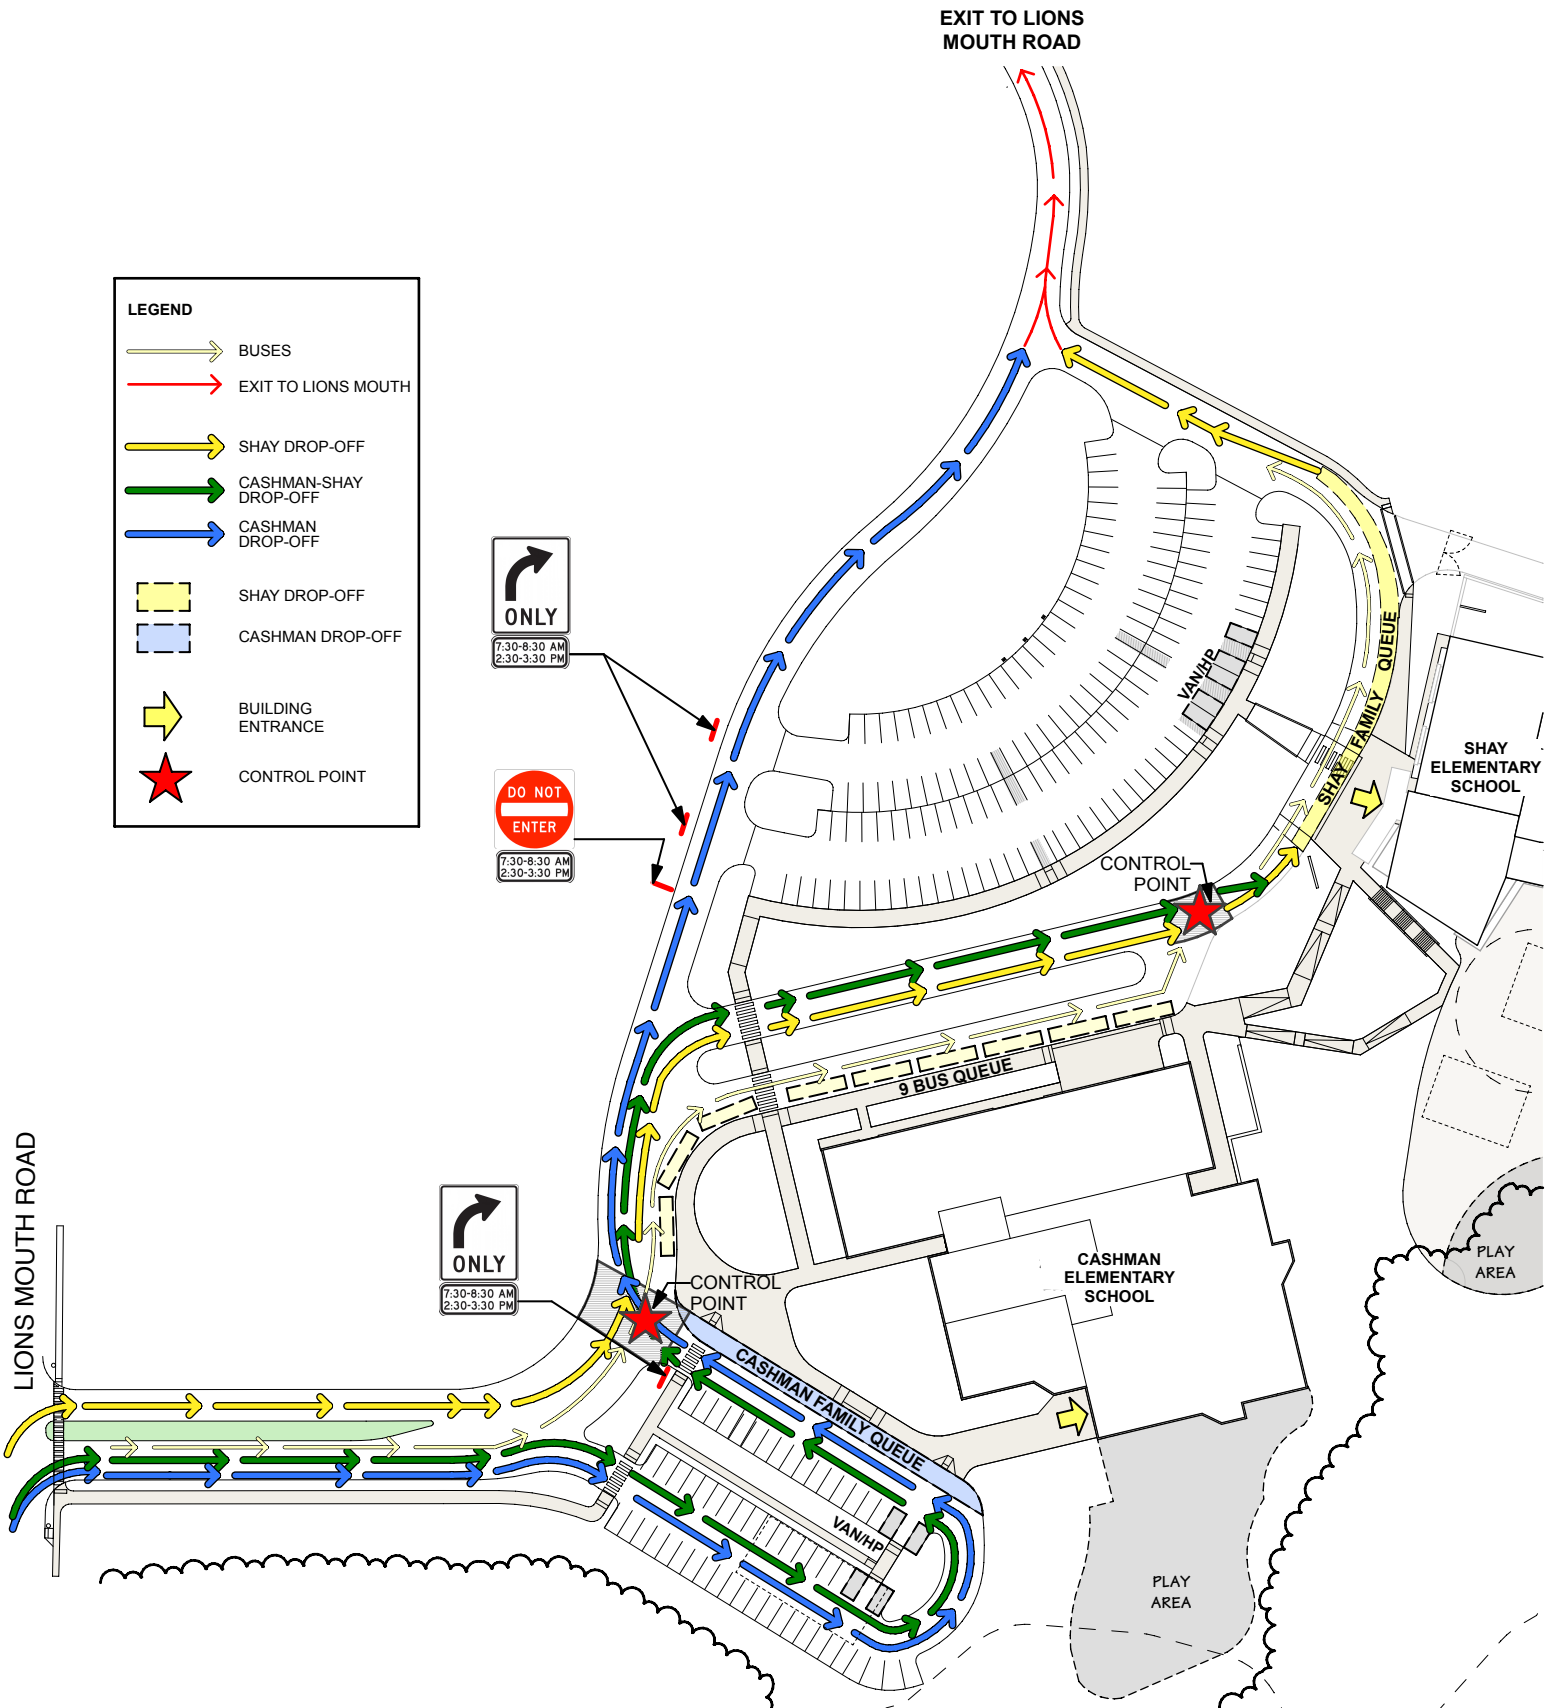 EXIT TO LIONS
MOUTH ROAD
LEGEND
BUSES
EXIT TO LIONS MOUTH
SHAY DROP-OFF
CASHMAN-SHAY
DROP-OFF
CASHMAN
DROP-OFF
SHAY DROP-OFF
CASHMAN DROP-OFF
BUILDING
ENTRANCE
CONTROL POINT
ONLY
7:30-8:30 AM
2:30-3:30 PM
DO NOT
ENTER
7:30-8:30 AM
2:30-3:30 PM
VAN/HP
SHAY FAMILY QUEUE
SHAY
ELEMENTARY
SCHOOL
CONTROL
POINT
9 BUS QUEUE
LIONS MOUTH ROAD
ONLY
7:30-8:30 AM
2:30-3:30 PM
CONTROL
POINT
CASHMAN
ELEMENTARY
SCHOOL
PLAY
AREA
CASHMAN FAMILY QUEUE
VAN/HP
PLAY
AREA